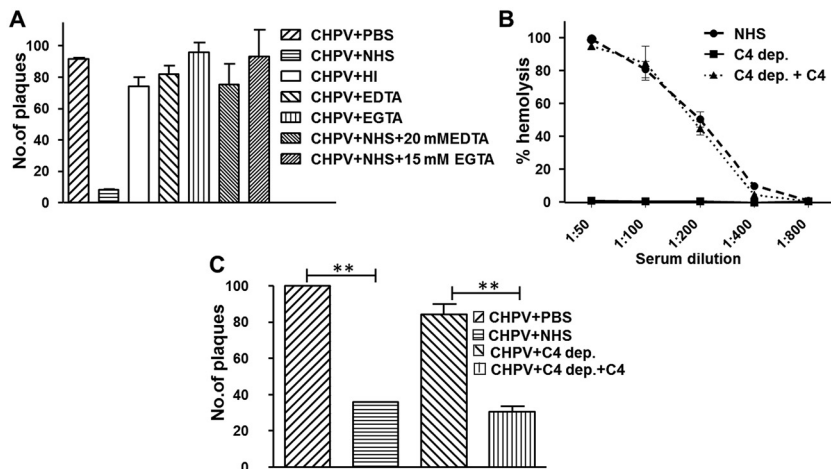 A
No.of plaques
100
80
60
40
20
0
CHPV+PBS
CHPV+NHS
CHPV+HI
CHPV+EDTA
CHPV+EGTA
CHPV+NHS+20 mMEDTA
CHPV+NHS+15 mM EGTA
B
% hemolysis
100
80
60
40
20
0
NHS
C4 dep.
C4 dep. + C4
1:50
1:100
1:200
1:400
1:800
Serum dilution
C
No.of plaques
100
80
60
40
20
0
**
**
CHPV+PBS
CHPV+NHS
CHPV+C4 dep.
CHPV+C4 dep.+C4